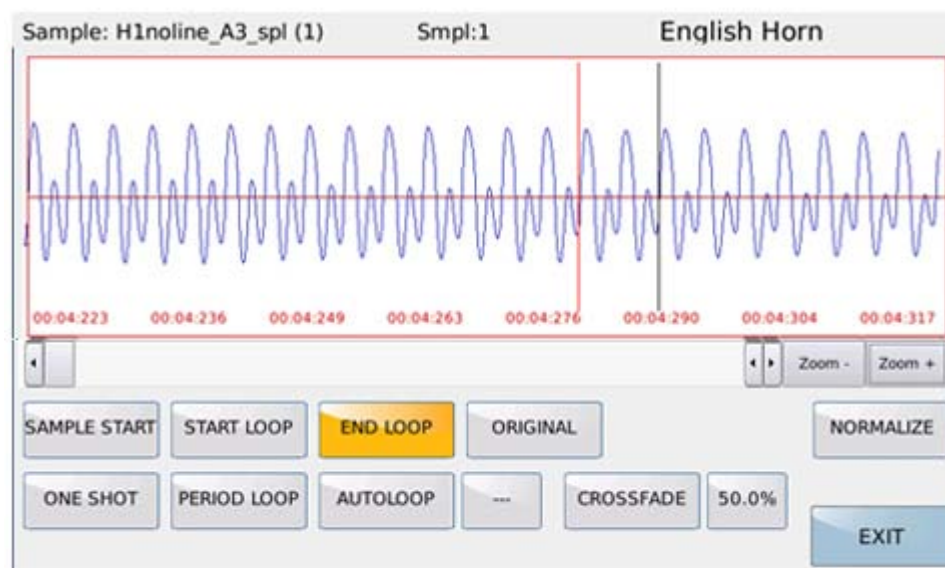 Sample: H1noline_A3_spl (1) Smpl:1 English Horn
00:04:223 00:04:236 00:04:249 00:04:263 00:04:276 00:04:290 00:04:304 00:04:317
Zoom - Zoom +
SAMPLE START START LOOP END LOOP ORIGINAL NORMALIZE
ONE SHOT PERIOD LOOP AUTOLOOP --- CROSSFADE 50.0%
EXIT